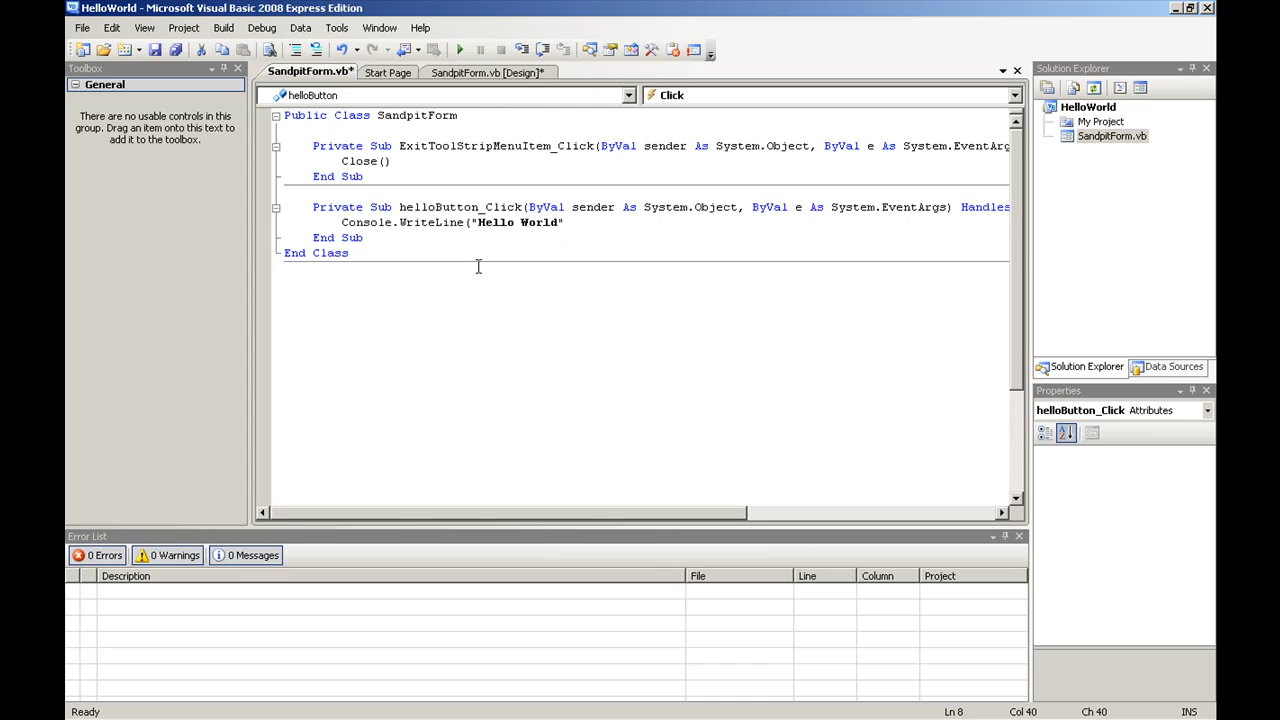 HelloWorld - Microsoft Visual Basic 2008 Express Edition
File Edit View Project Build Debug Data Tools Window Help
Toolbox
General
There are no usable controls in this
group. Drag an item onto this text to
add it to the toolbox.
SandpitForm.vb* Start Page SandpitForm.vb [Design]*
helloButton Click
Public Class SandpitForm
Private Sub ExitToolStripMenuItem_Click(ByVal sender As System.Object, ByVal e As System.EventArg
Close()
End Sub
Private Sub helloButton_Click(ByVal sender As System.Object, ByVal e As System.EventArgs) Handles
Console.WriteLine("Hello World"
End Sub
End Class
Solution Explorer
HelloWorld
My Project
SandpitForm.vb
Solution Explorer Data Sources
Properties
helloButton_Click Attributes
Error List
0 Errors 0 Warnings 0 Messages
Description File Line Column Project
Ready Ln 8 Col 40 Ch 40 INS